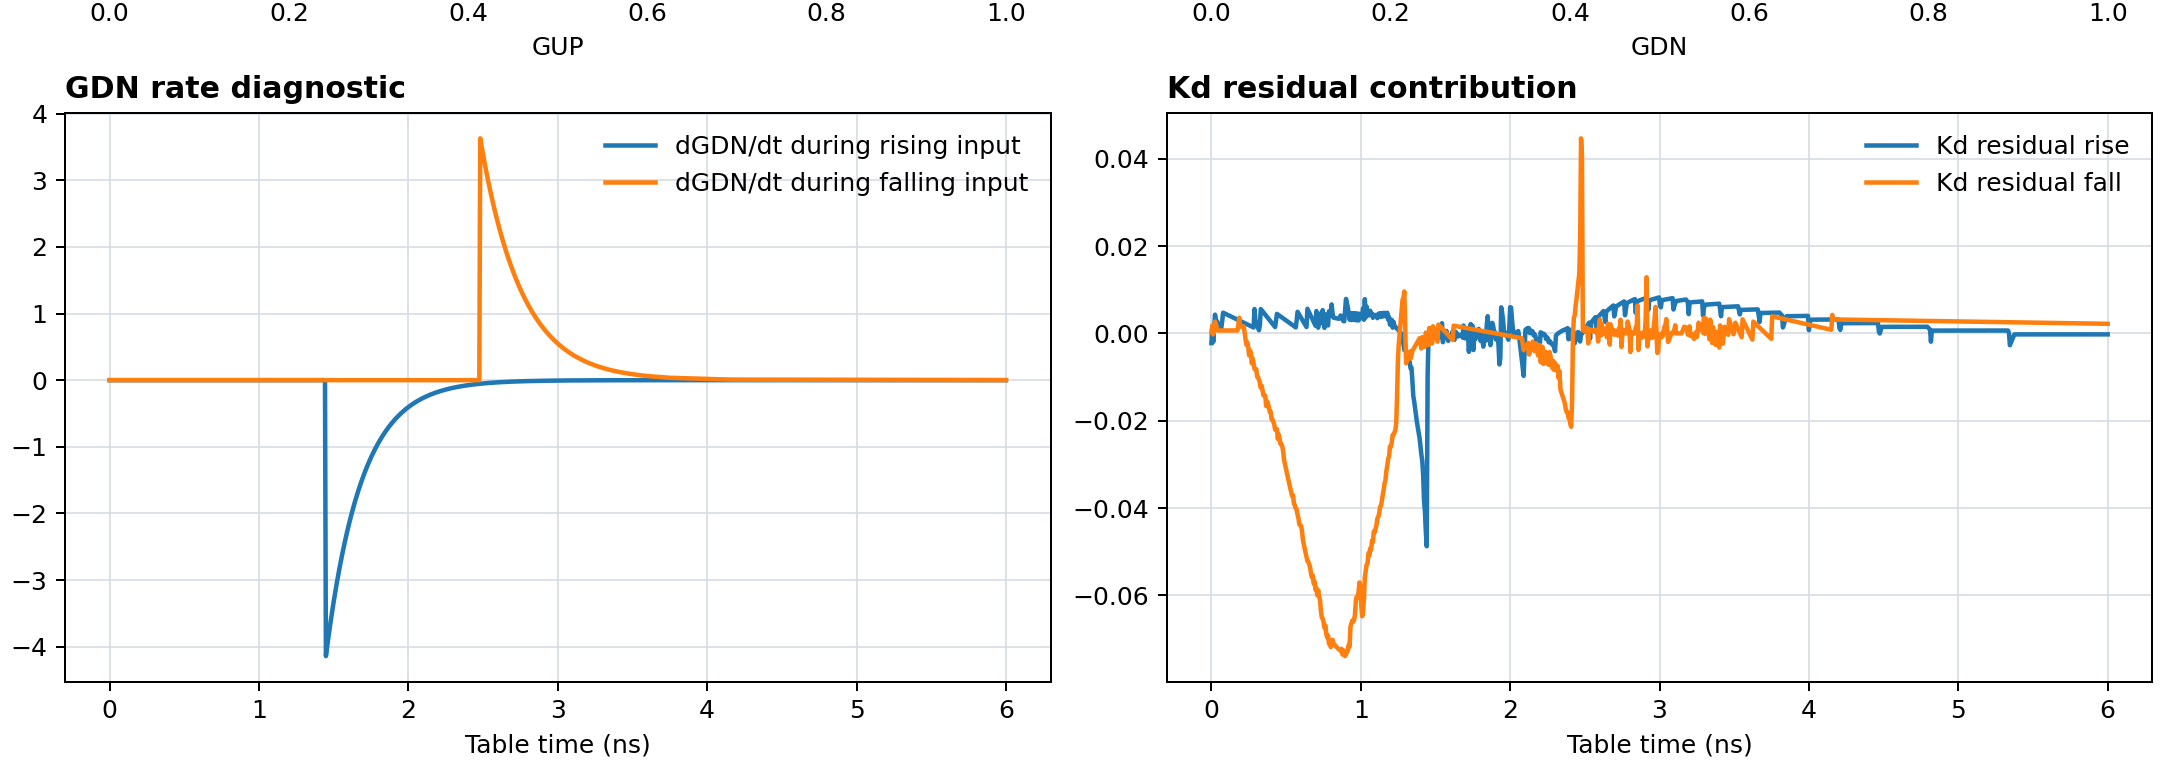 0.0 0.2 0.4 0.6 0.8 1.0
GUP
0.0 0.2 0.4 0.6 0.8 1.0
GDN
GDN rate diagnostic
4
3
2
1
0
−1
−2
−3
−4
dGDN/dt during rising input
dGDN/dt during falling input
0 1 2 3 4 5 6
Table time (ns)
Kd residual contribution
0.04
0.02
0.00
−0.02
−0.04
−0.06
Kd residual rise
Kd residual fall
0 1 2 3 4 5 6
Table time (ns)